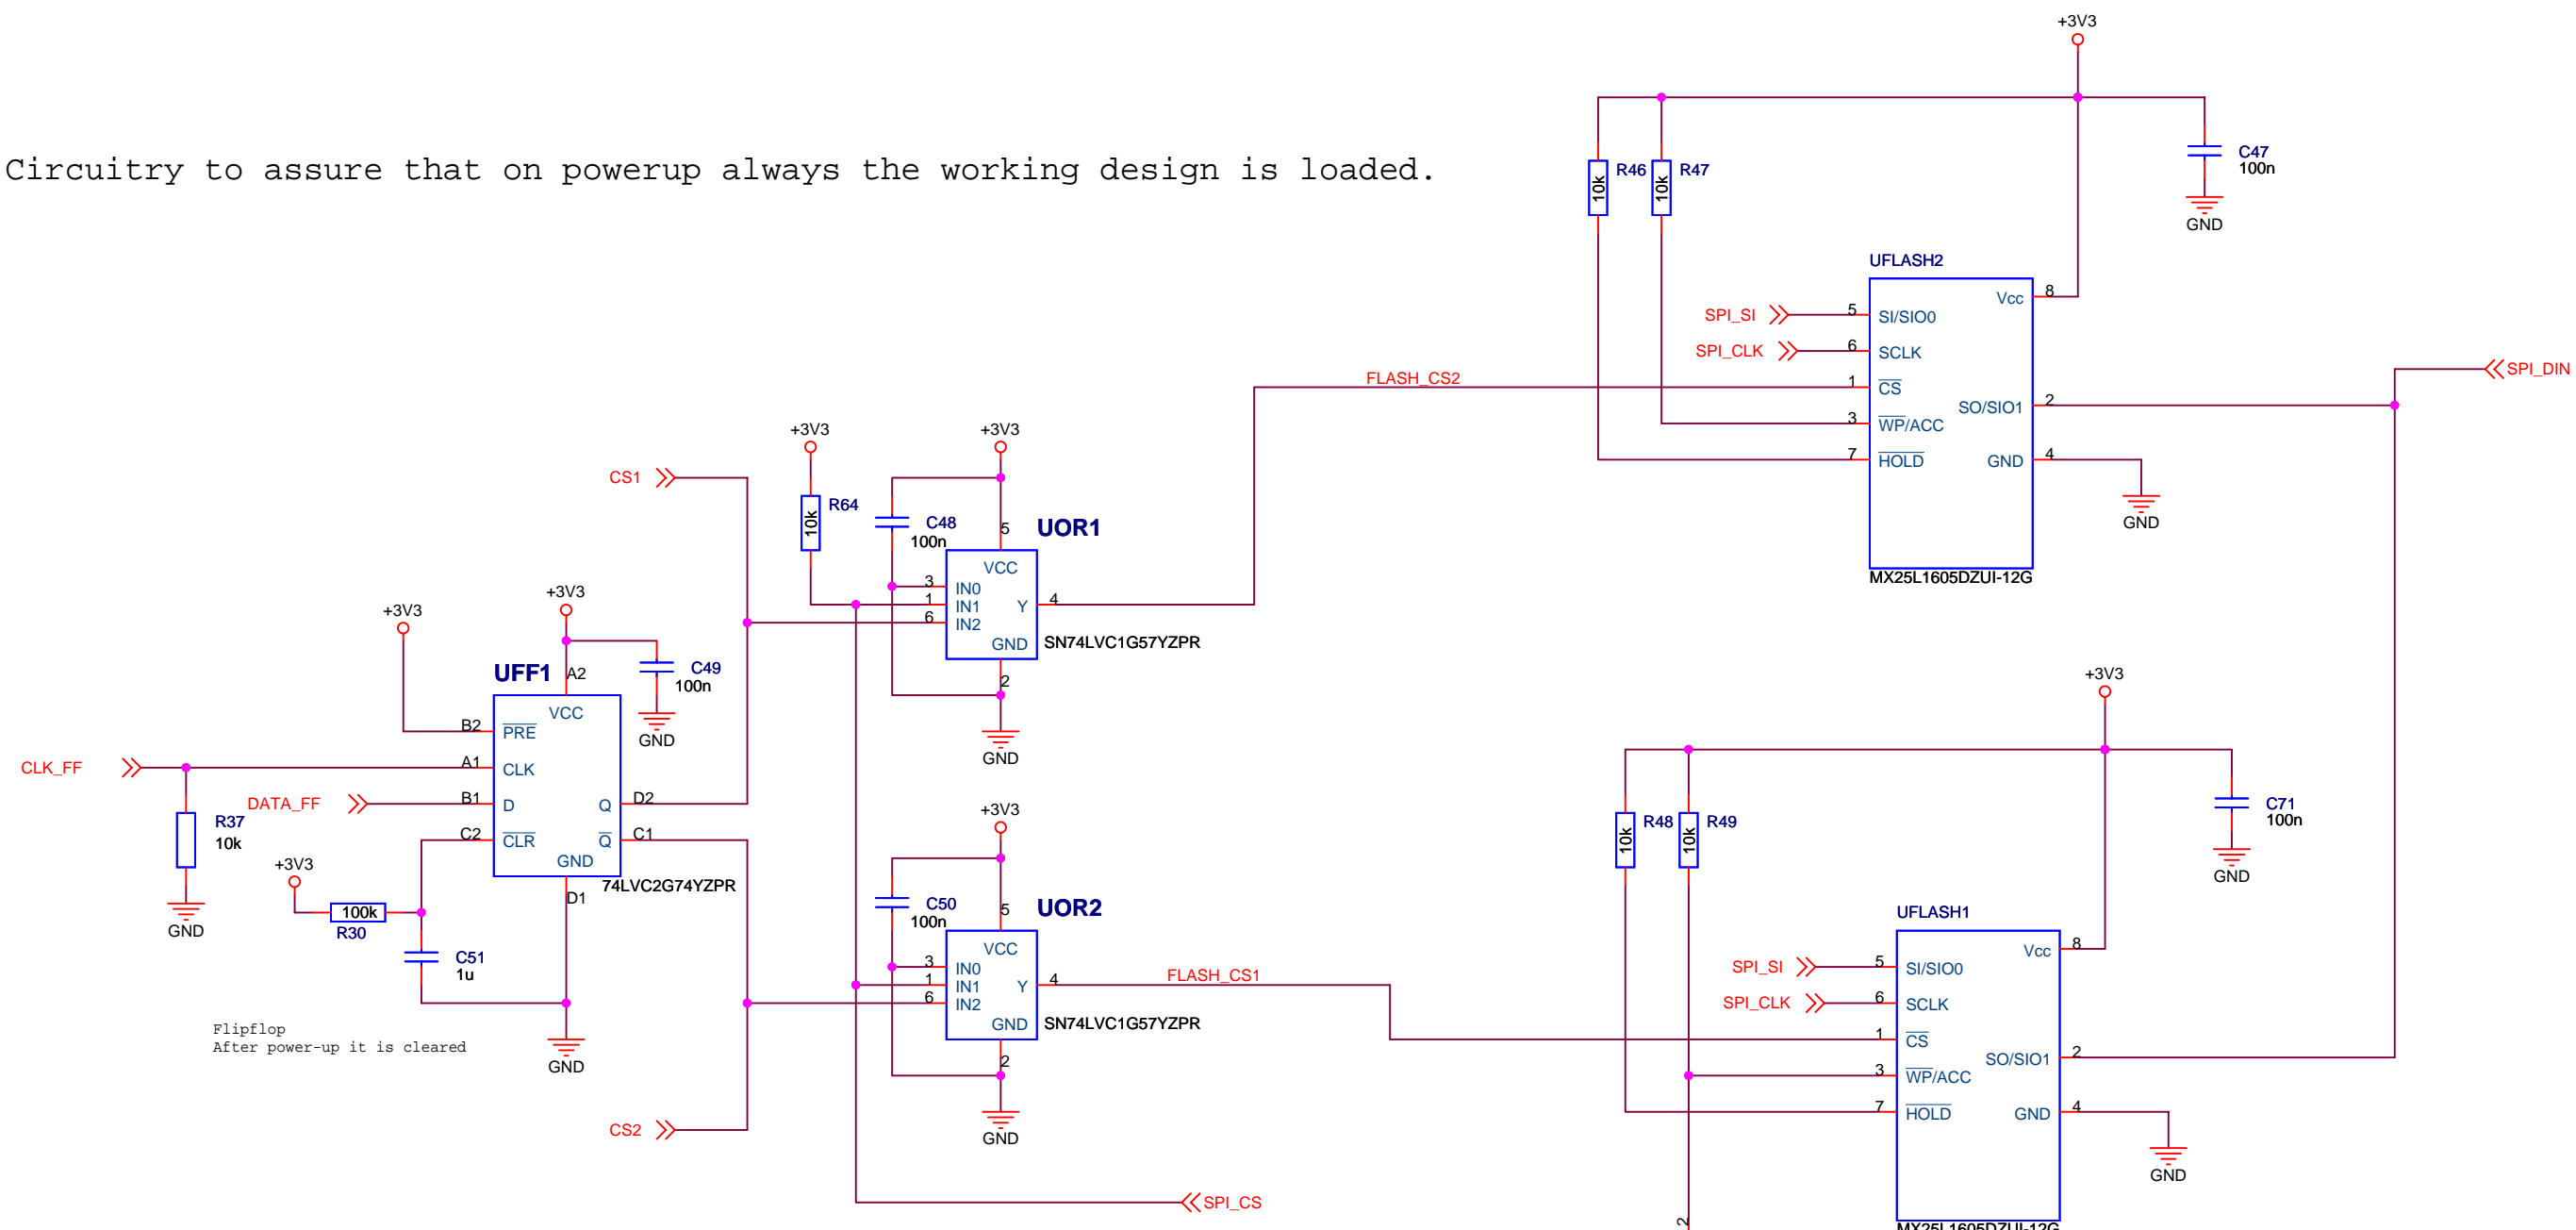 Circuitry to assure that on powerup always the working design is loaded.
+3V3
R46
10k
R47
10k
C47
100n
GND
UFLASH2
SPI_SI
5
SI/SIO0
Vcc
8
SPI_CLK
6
SCLK
FLASH_CS2
1
CS
SO/SIO1
2
SPI_DIN
3
WP/ACC
7
HOLD
GND
4
GND
MX25L1605DZUI-12G
CS1
+3V3
R64
10k
+3V3
C48
100n
5
UOR1
VCC
3
IN0
1
IN1
Y
4
6
IN2
GND
SN74LVC1G57YZPR
2
GND
+3V3
+3V3
UFF1
A2
C49
100n
GND
VCC
B2
PRE
CLK_FF
A1
CLK
DATA_FF
B1
D
Q
D2
C2
CLR
Q
C1
GND
74LVC2G74YZPR
D1
R37
10k
GND
+3V3
100k
R30
C51
1u
GND
Flipflop
After power-up it is cleared
+3V3
C50
100n
5
UOR2
VCC
3
IN0
1
IN1
Y
4
6
IN2
GND
SN74LVC1G57YZPR
2
GND
FLASH_CS1
CS2
SPI_CS
+3V3
R48
10k
R49
10k
C71
100n
GND
UFLASH1
SPI_SI
5
SI/SIO0
Vcc
8
SPI_CLK
6
SCLK
1
CS
SO/SIO1
2
3
WP/ACC
7
HOLD
GND
4
GND
2
MX25L1605DZUI-12G